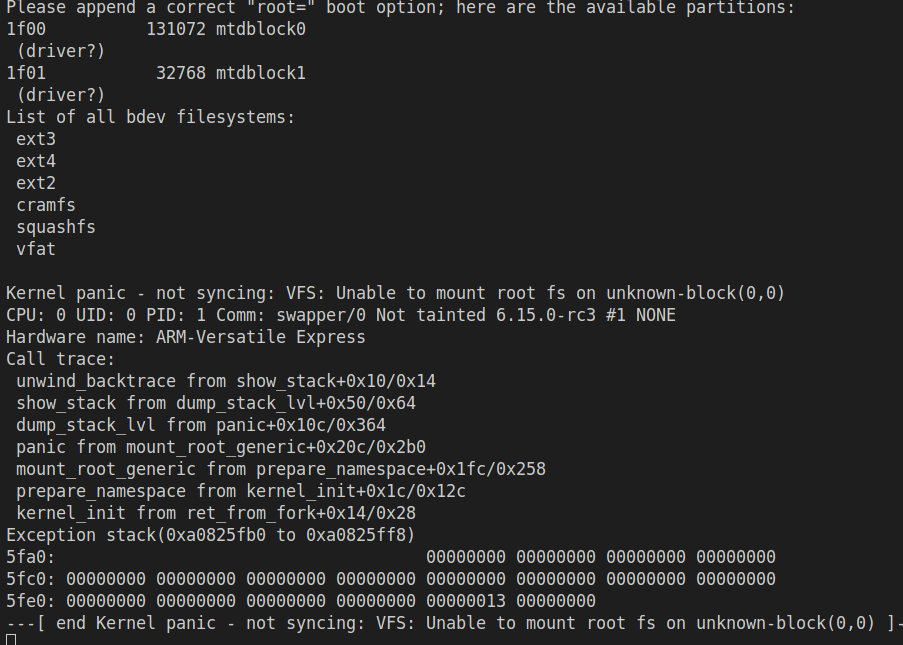 Please append a correct "root=" boot option; here are the available partitions:
1f00          131072 mtdblock0
 (driver?)
1f01           32768 mtdblock1
 (driver?)
List of all bdev filesystems:
 ext3
 ext4
 ext2
 cramfs
 squashfs
 vfat
Kernel panic - not syncing: VFS: Unable to mount root fs on unknown-block(0,0)
CPU: 0 UID: 0 PID: 1 Comm: swapper/0 Not tainted 6.15.0-rc3 #1 NONE
Hardware name: ARM-Versatile Express
Call trace:
 unwind_backtrace from show_stack+0x10/0x14
 show_stack from dump_stack_lvl+0x50/0x64
 dump_stack_lvl from panic+0x10c/0x364
 panic from mount_root_generic+0x20c/0x2b0
 mount_root_generic from prepare_namespace+0x1fc/0x258
 prepare_namespace from kernel_init+0x1c/0x12c
 kernel_init from ret_from_fork+0x14/0x28
Exception stack(0xa0825fb0 to 0xa0825ff8)
5fa0:                                     00000000 00000000 00000000 00000000
5fc0: 00000000 00000000 00000000 00000000 00000000 00000000 00000000 00000000
5fe0: 00000000 00000000 00000000 00000000 00000013 00000000
---[ end Kernel panic - not syncing: VFS: Unable to mount root fs on unknown-block(0,0) ]-